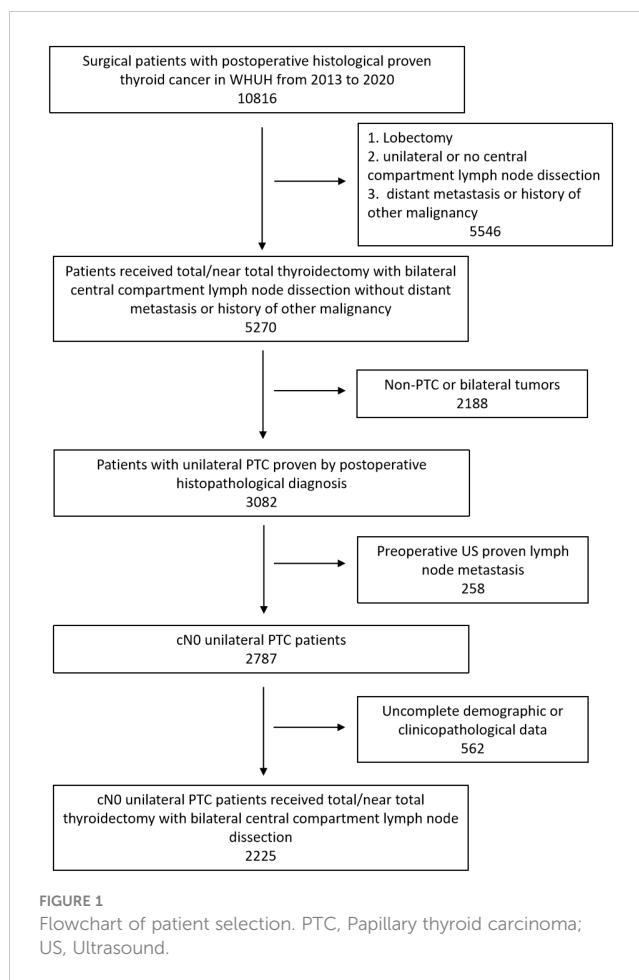 Surgical patients with postoperative histological proven
thyroid cancer in WHUH from 2013 to 2020
10816
1. Lobectomy
2. unilateral or no central
compartment lymph node dissection
3. distant metastasis or history of
other malignancy
5546
Patients received total/near total thyroidectomy with bilateral
central compartment lymph node dissection without distant
metastasis or history of other malignancy
5270
Non-PTC or bilateral tumors
2188
Patients with unilateral PTC proven by postoperative
histopathological diagnosis
3082
Preoperative US proven lymph
node metastasis
258
cN0 unilateral PTC patients
2787
Uncomplete demographic or
clinicopathological data
562
cN0 unilateral PTC patients received total/near total
thyroidectomy with bilateral central compartment lymph node
dissection
2225
FIGURE 1
Flowchart of patient selection. PTC, Papillary thyroid carcinoma;
US, Ultrasound.